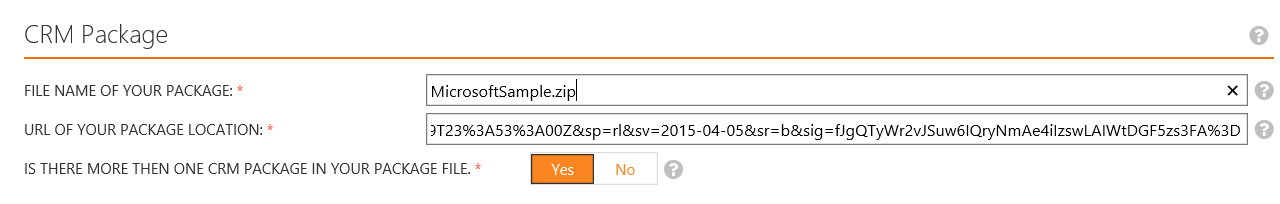 CRM Package
?
FILE NAME OF YOUR PACKAGE: *
MicrosoftSample.zip
?
URL OF YOUR PACKAGE LOCATION: *
9T23%3A53%3A00Z&sp=rl&sv=2015-04-05&sr=b&sig=fJgQTyWr2vJSuw6IQryNmAe4iIzswLAIWtDGF5zs3FA%3D
?
IS THERE MORE THEN ONE CRM PACKAGE IN YOUR PACKAGE FILE. *
Yes
No
?